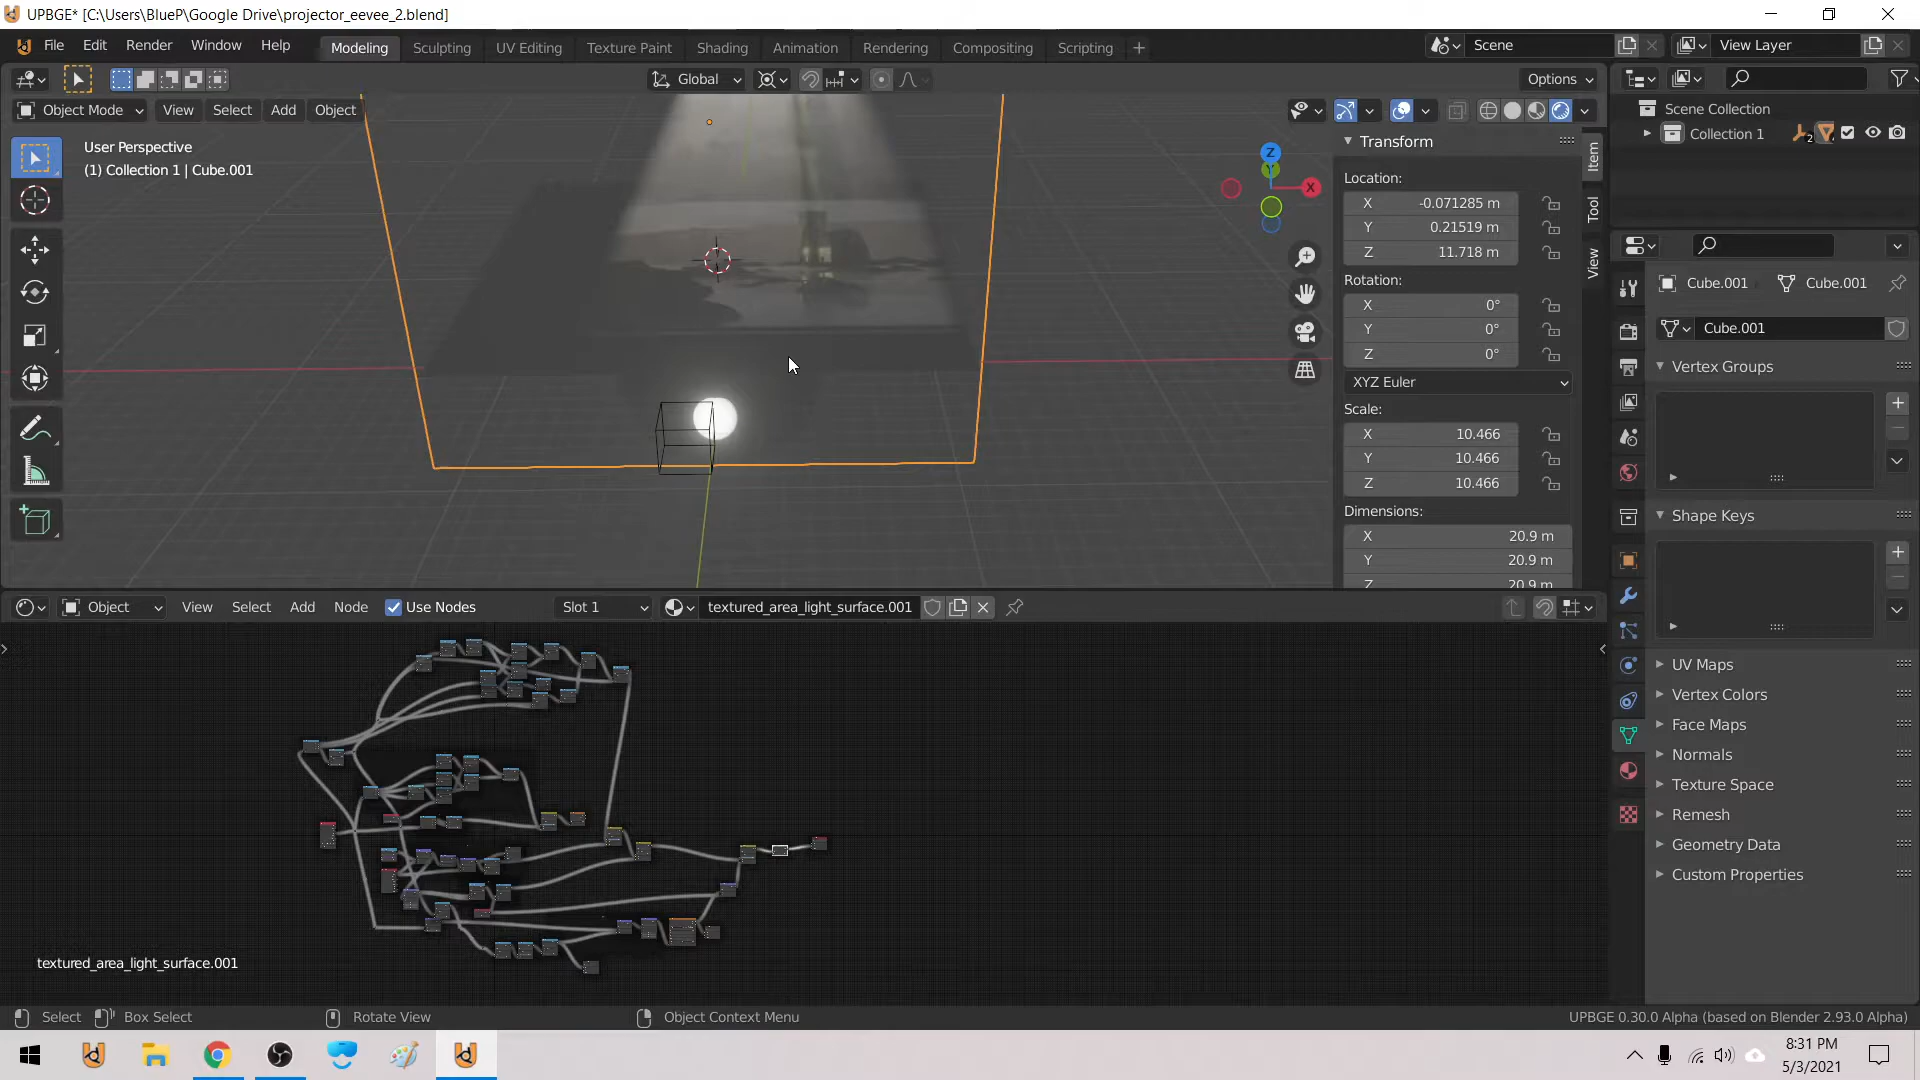 UPBGE* [C:\Users\BlueP\Google Drive\projector_eevee_2.blend]
File Edit Render Window Help Modeling Sculpting UV Editing Texture Paint Shading Animation Rendering Compositing Scripting + Scene View Layer
Global Options
Object Mode View Select Add Object
User Perspective
(1) Collection 1 | Cube.001
Z
X
Transform
Location:
X -0.071285 m
Y 0.21519 m
Z 11.718 m
Rotation:
X 0°
Y 0°
Z 0°
XYZ Euler
Scale:
X 10.466
Y 10.466
Z 10.466
Dimensions:
X 20.9 m
Y 20.9 m
Z 20.9 m
Item
Tool
View
Scene Collection
Collection 1 2
Cube.001 Cube.001
Cube.001
Vertex Groups
Shape Keys
UV Maps
Vertex Colors
Face Maps
Normals
Texture Space
Remesh
Geometry Data
Custom Properties
Object View Select Add Node Use Nodes Slot 1 textured_area_light_surface.001
textured_area_light_surface.001
Select Box Select Rotate View Object Context Menu UPBGE 0.30.0 Alpha (based on Blender 2.93.0 Alpha)
8:31 PM
5/3/2021